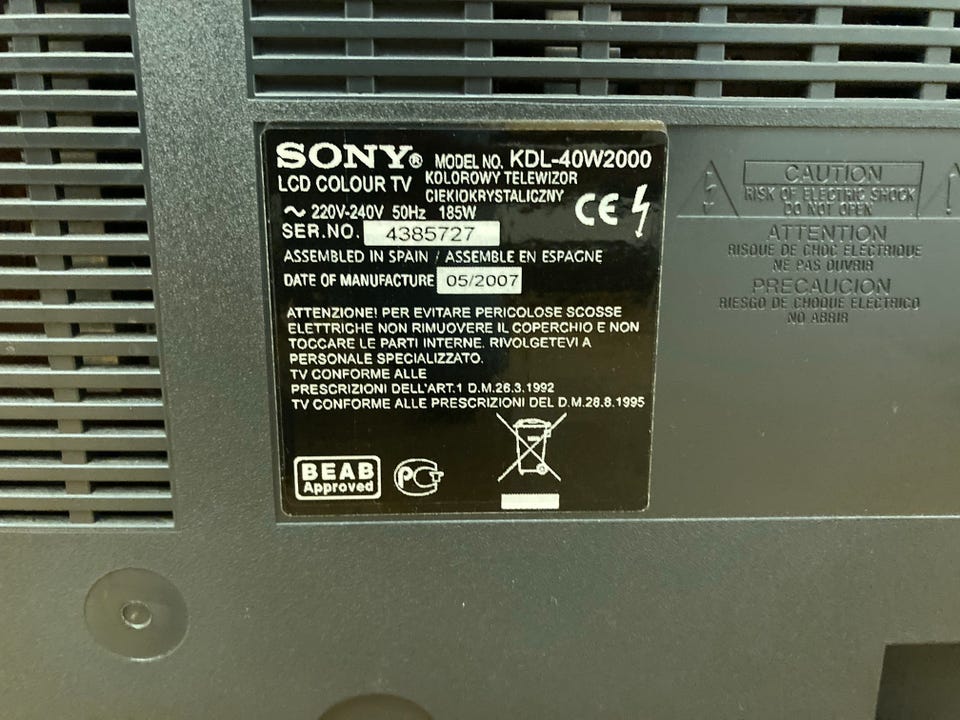 SONY® MODEL NO. KDL-40W2000
LCD COLOUR TV KOLOROWY TELEWIZOR
CIEKIOKRYSTALICZNY
~ 220V-240V 50Hz 185W
CE
SER.NO. 4385727
ASSEMBLED IN SPAIN / ASSEMBLE EN ESPAGNE
DATE OF MANUFACTURE 05/2007
ATTENZIONE! PER EVITARE PERICOLOSE SCOSSE
ELETTRICHE NON RIMUOVERE IL COPERCHIO E NON
TOCCARE LE PARTI INTERNE. RIVOLGETEVI A
PERSONALE SPECIALIZZATO.
TV CONFORME ALLE
PRESCRIZIONI DELL'ART.1 D.M.26.3.1992
TV CONFORME ALLE PRESCRIZIONI DEL D.M.28.8.1995
BEAB
Approved
PCT
CAUTION
RISK OF ELECTRIC SHOCK
DO NOT OPEN
ATTENTION
RISQUE DE CHOC ELECTRIQUE
NE PAS OUVRIR
PRECAUCION
RIESGO DE CHOQUE ELECTRICO
NO ABRIR